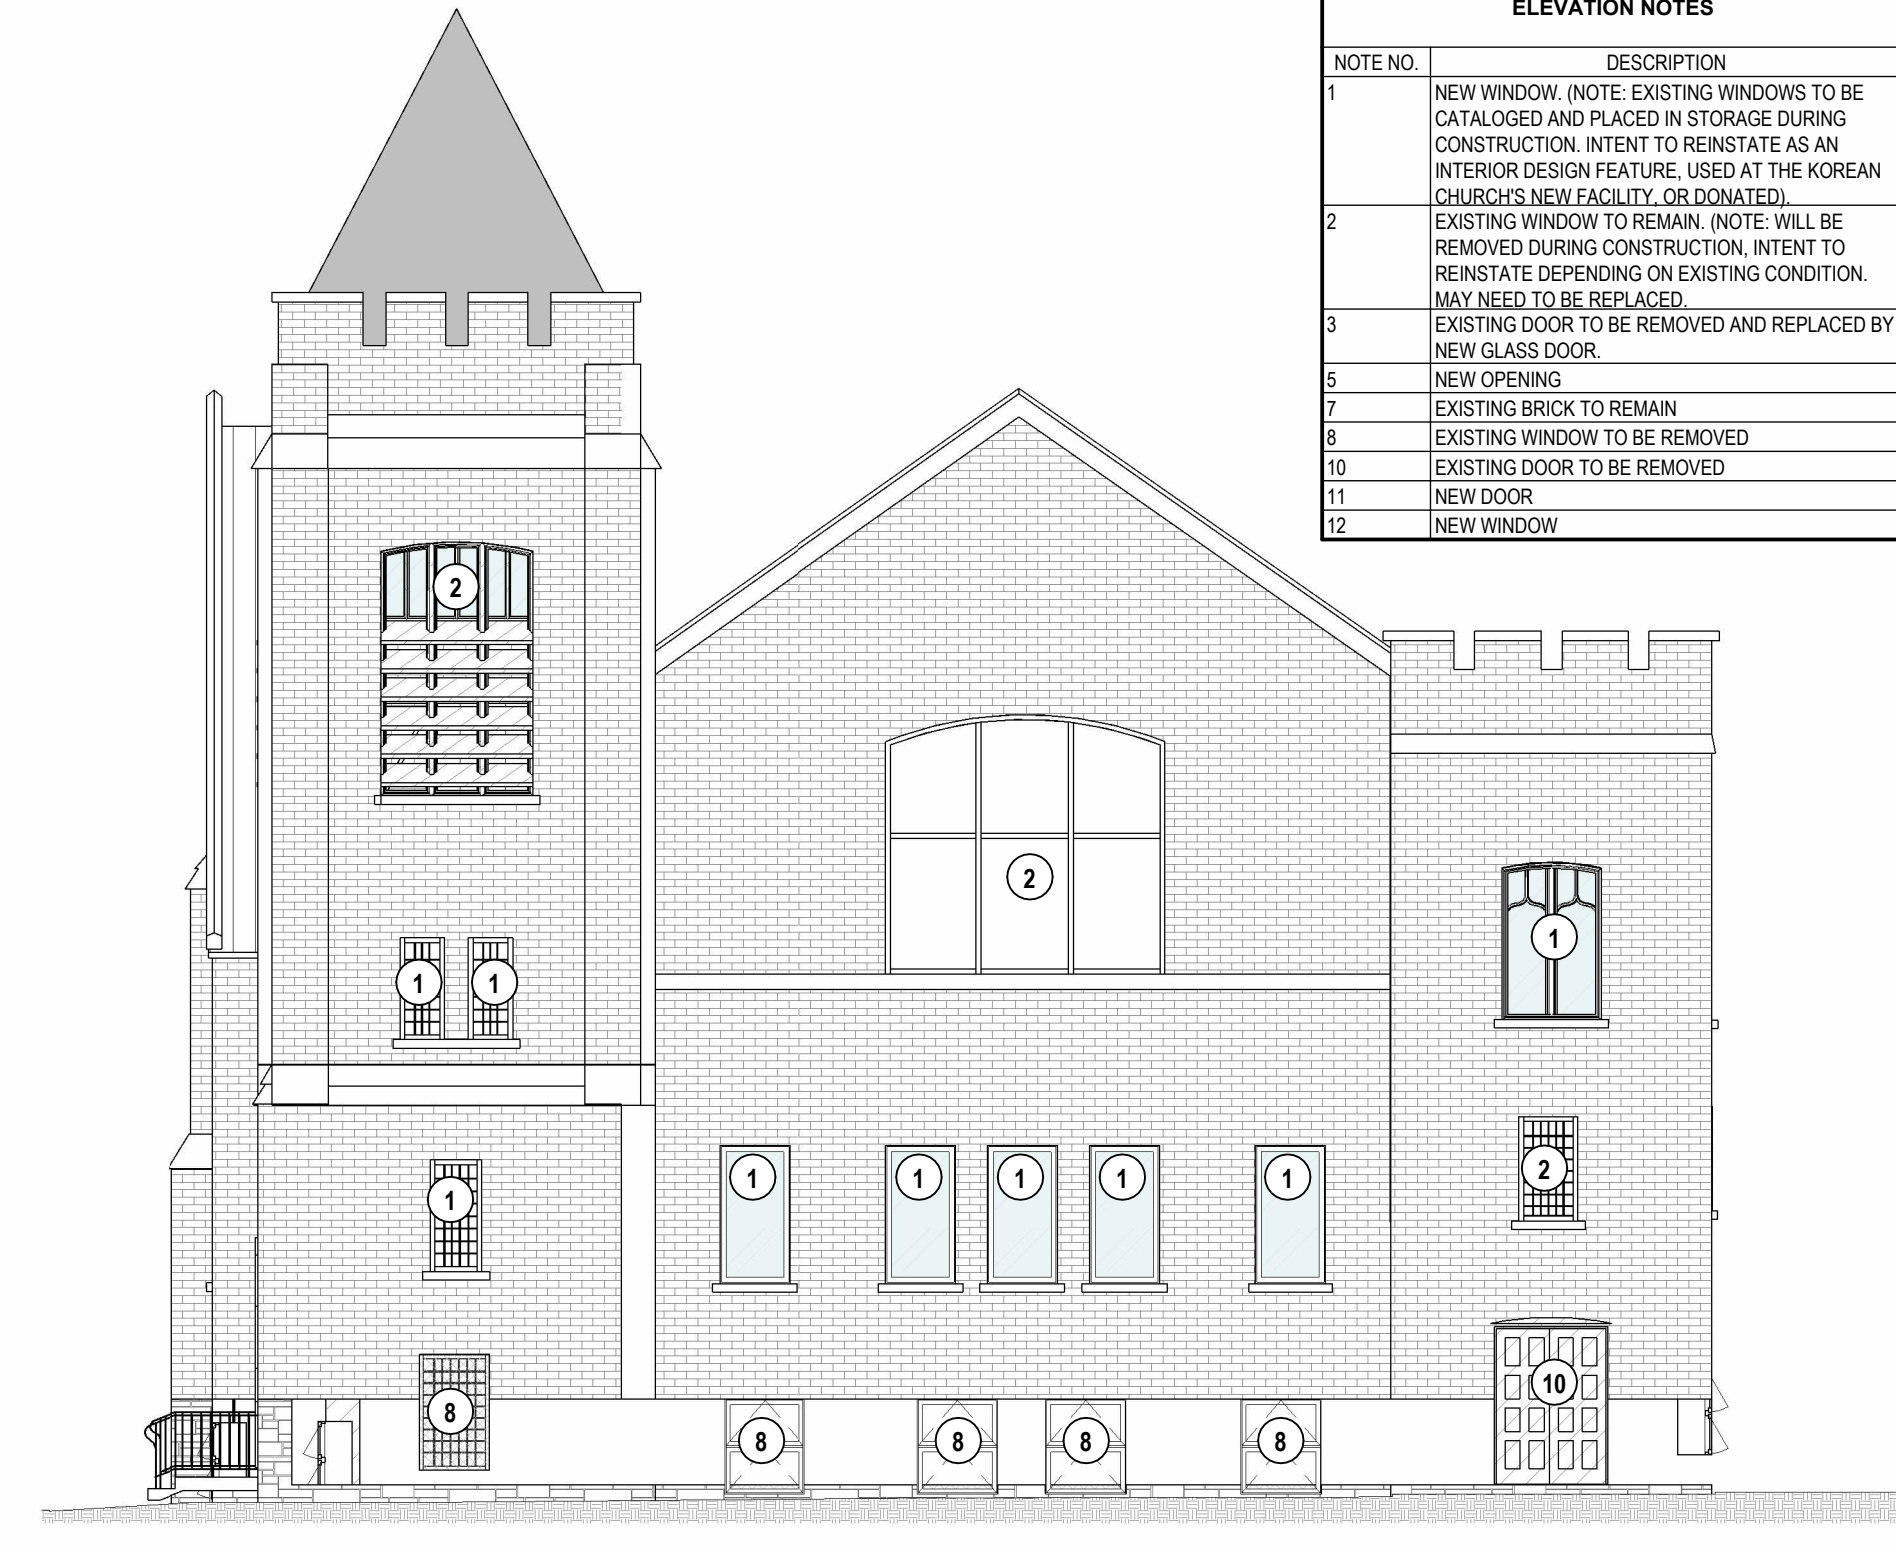 ELEVATION NOTES
NOTE NO. DESCRIPTION
1 NEW WINDOW. (NOTE: EXISTING WINDOWS TO BE
CATALOGED AND PLACED IN STORAGE DURING
CONSTRUCTION. INTENT TO REINSTATE AS AN
INTERIOR DESIGN FEATURE, USED AT THE KOREAN
CHURCH'S NEW FACILITY, OR DONATED).
2 EXISTING WINDOW TO REMAIN. (NOTE: WILL BE
REMOVED DURING CONSTRUCTION, INTENT TO
REINSTATE DEPENDING ON EXISTING CONDITION.
MAY NEED TO BE REPLACED.
3 EXISTING DOOR TO BE REMOVED AND REPLACED BY
NEW GLASS DOOR.
5 NEW OPENING
7 EXISTING BRICK TO REMAIN
8 EXISTING WINDOW TO BE REMOVED
10 EXISTING DOOR TO BE REMOVED
11 NEW DOOR
12 NEW WINDOW
2
2
1
1 1
2
1 1 1 1 1
1
10
8
8 8 8 8